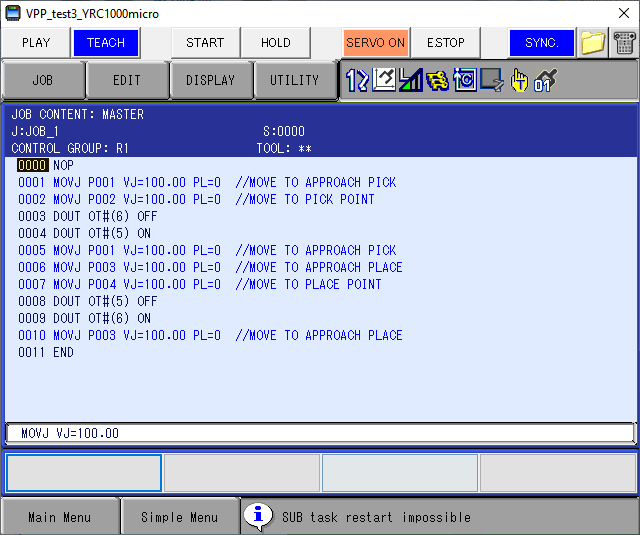 VPP_test3_YRC1000micro
PLAY TEACH START HOLD SERVO ON E.STOP SYNC.
JOB EDIT DISPLAY UTILITY
01
JOB CONTENT: MASTER
J:JOB_1 S:0000
CONTROL GROUP: R1 TOOL: **
0000 NOP
0001 MOVJ P001 VJ=100.00 PL=0 //MOVE TO APPROACH PICK
0002 MOVJ P002 VJ=100.00 PL=0 //MOVE TO PICK POINT
0003 DOUT OT#(6) OFF
0004 DOUT OT#(5) ON
0005 MOVJ P001 VJ=100.00 PL=0 //MOVE TO APPROACH PICK
0006 MOVJ P003 VJ=100.00 PL=0 //MOVE TO APPROACH PLACE
0007 MOVJ P004 VJ=100.00 PL=0 //MOVE TO PLACE POINT
0008 DOUT OT#(5) OFF
0009 DOUT OT#(6) ON
0010 MOVJ P003 VJ=100.00 PL=0 //MOVE TO APPROACH PLACE
0011 END
MOVJ VJ=100.00
Main Menu Simple Menu SUB task restart impossible